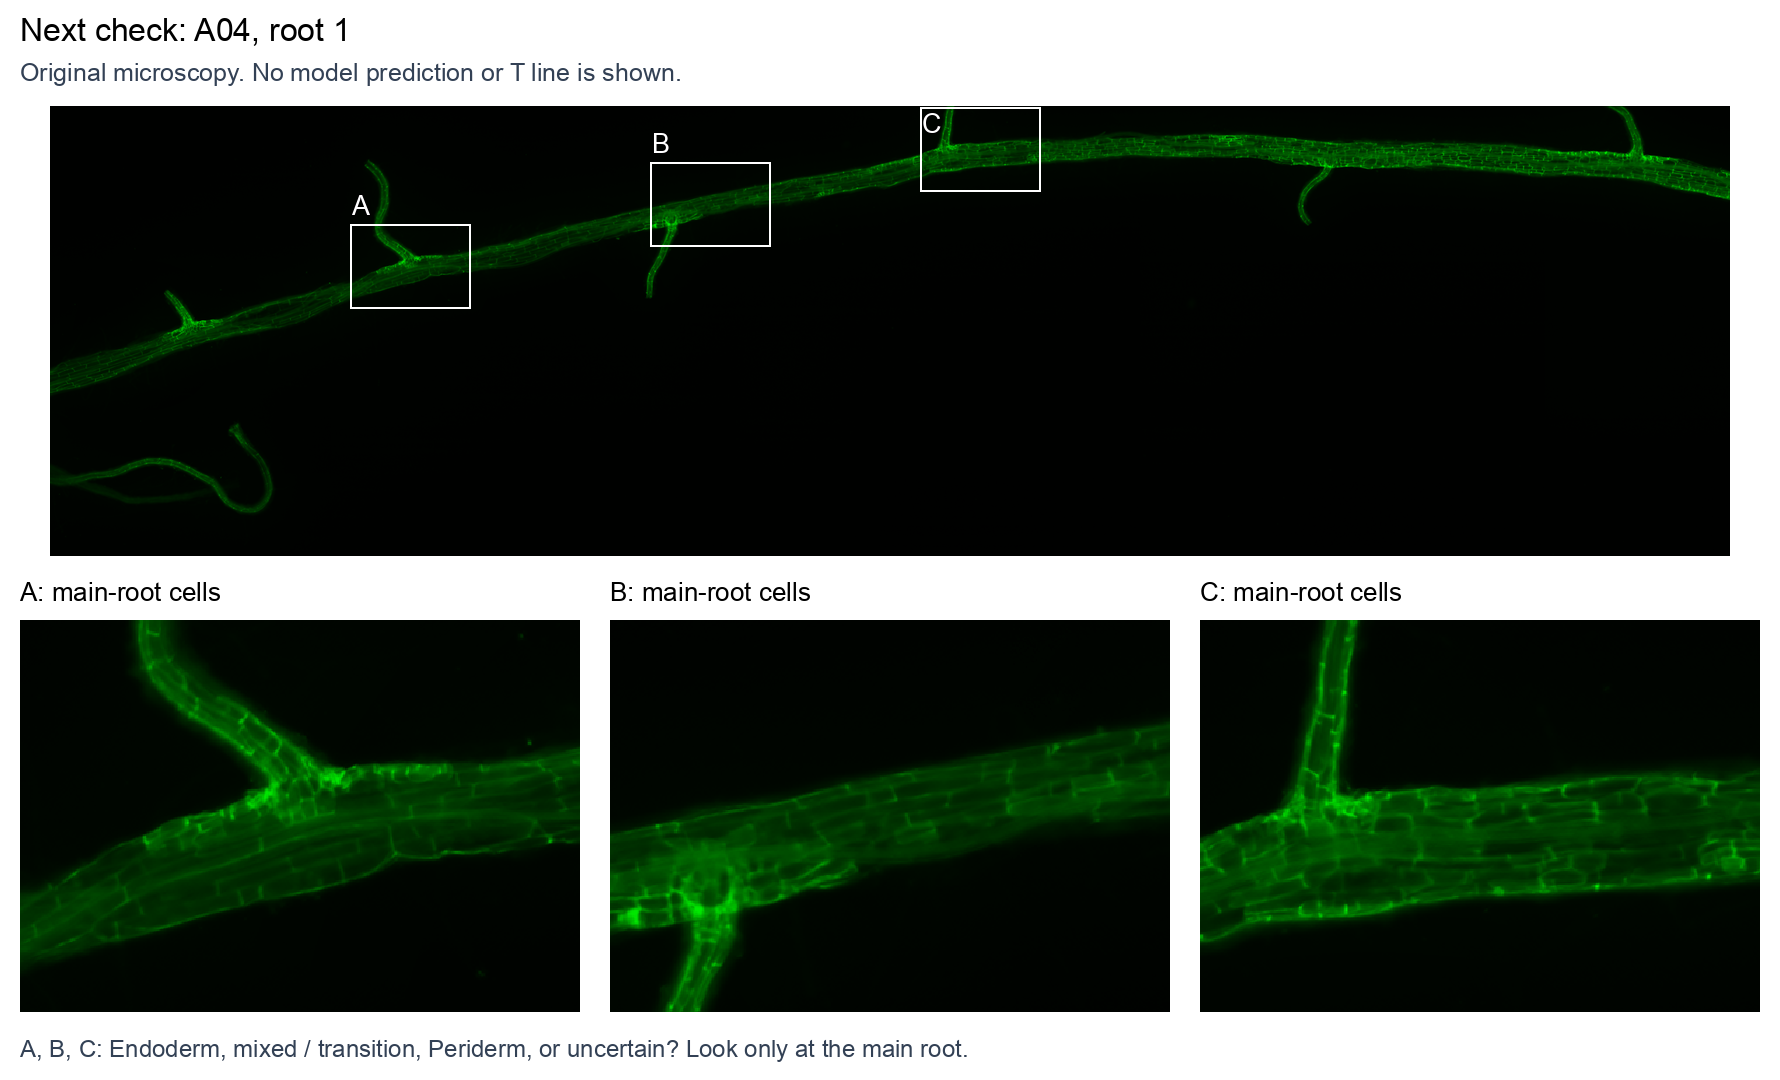 Next check: A04, root 1
Original microscopy. No model prediction or T line is shown.
A
B
C
A: main-root cells
B: main-root cells
C: main-root cells
A, B, C: Endoderm, mixed / transition, Periderm, or uncertain? Look only at the main root.